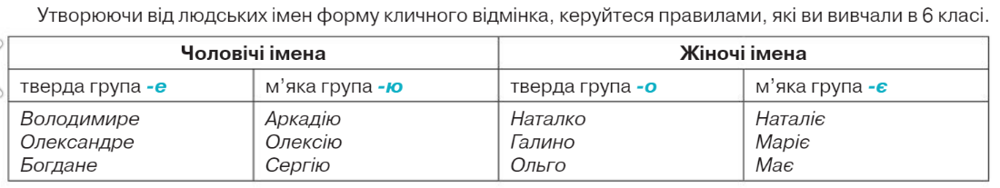 Утворюючи від людських імен форму кличного відмінка, керуйтеся правилами, які ви вивчали в 6 класі.
Чоловічі імена Жіночі імена
тверда група -е м’яка група -ю тверда група -о м’яка група -є
Володимире Аркадію Наталко Наталіє
Олександре Олексію Галино Маріє
Богдане Сергію Ольго Має